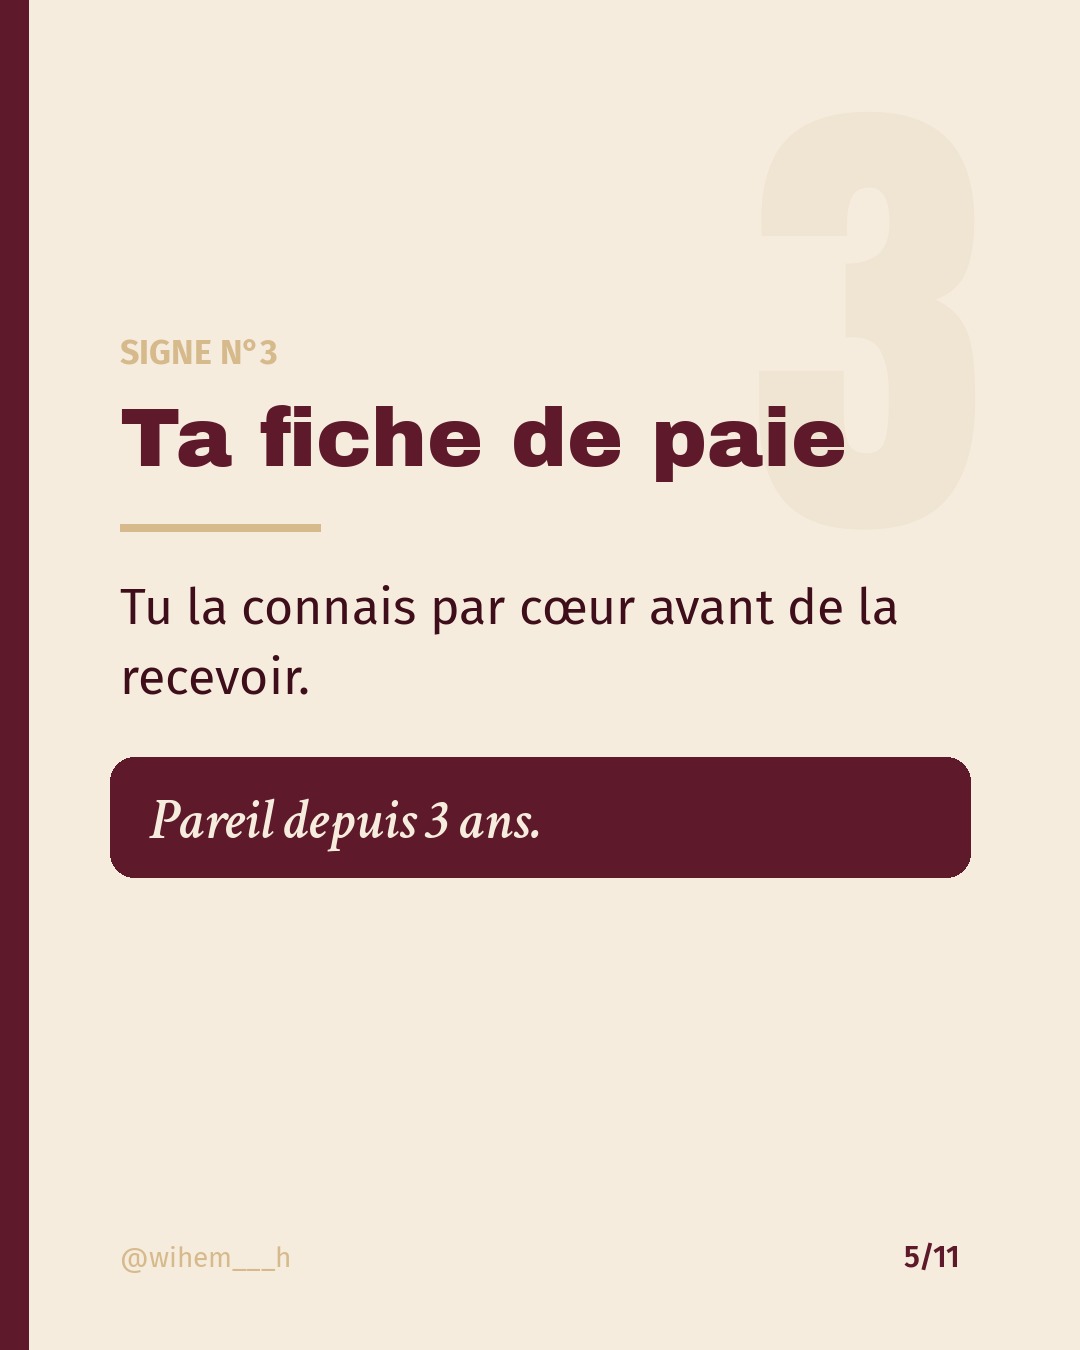 3
SIGNE N°3
Ta fiche de paie
Tu la connais par cœur avant de la
recevoir.
Pareil depuis 3 ans.
@wihem___h
5/11